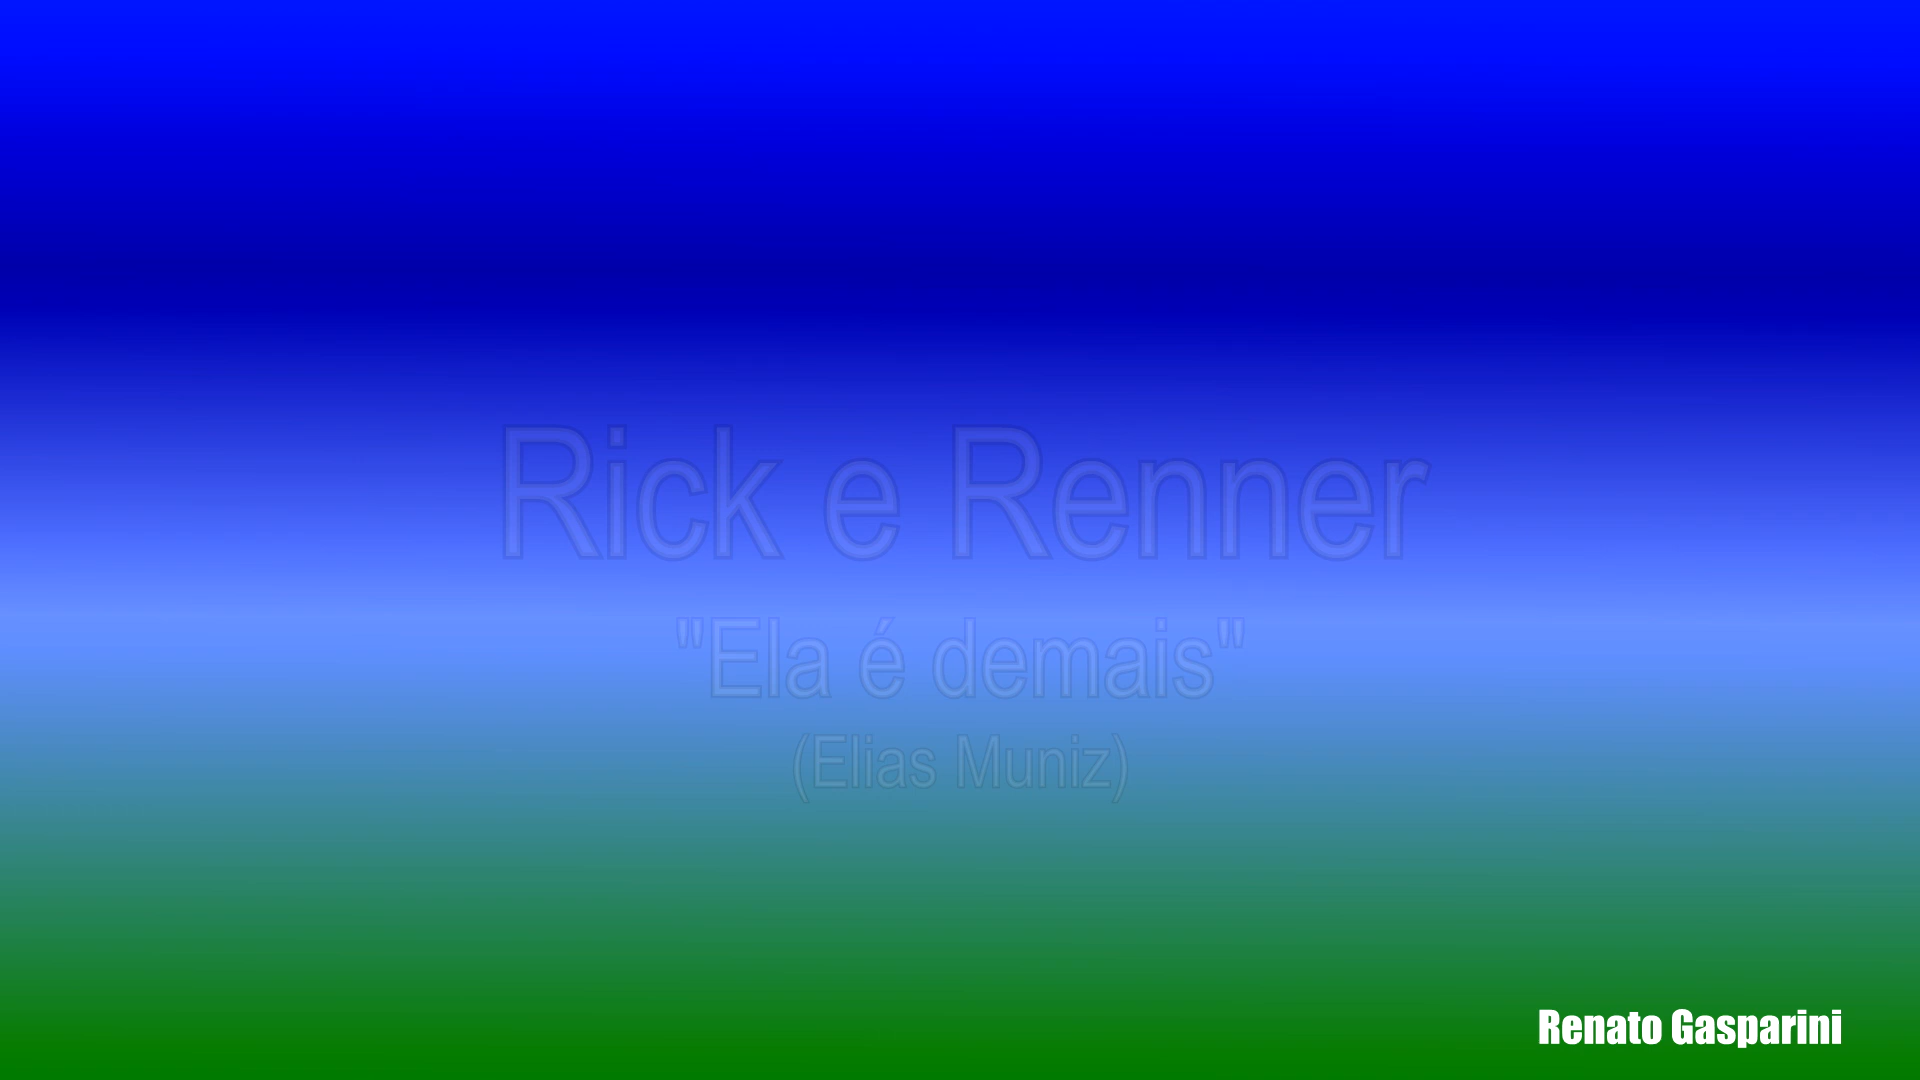 Rick e Renner
"Ela é demais"
(Elias Muniz)
Renato Gasparini